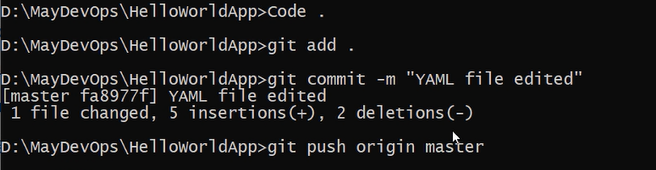 D:\MayDevOps\HelloWorldApp>Code .
D:\MayDevOps\HelloWorldApp>git add .
D:\MayDevOps\HelloWorldApp>git commit -m "YAML file edited"
[master fa8977f] YAML file edited
 1 file changed, 5 insertions(+), 2 deletions(-)
D:\MayDevOps\HelloWorldApp>git push origin master